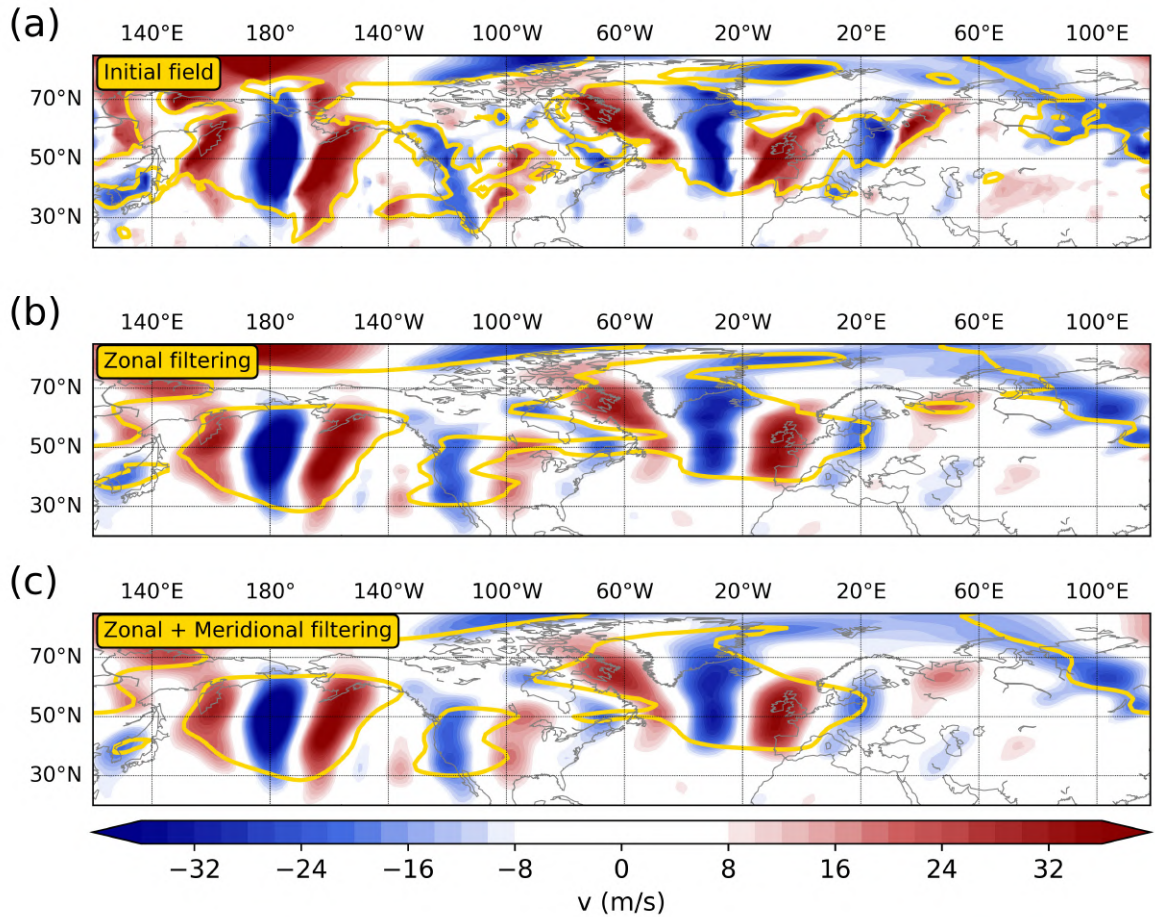 (a)
140°E 180° 140°W 100°W 60°W 20°W 20°E 60°E 100°E
Initial field
70°N
50°N
30°N
(b)
140°E 180° 140°W 100°W 60°W 20°W 20°E 60°E 100°E
Zonal filtering
70°N
50°N
30°N
(c)
140°E 180° 140°W 100°W 60°W 20°W 20°E 60°E 100°E
Zonal + Meridional filtering
70°N
50°N
30°N
−32 −24 −16 −8 0 8 16 24 32
v (m/s)